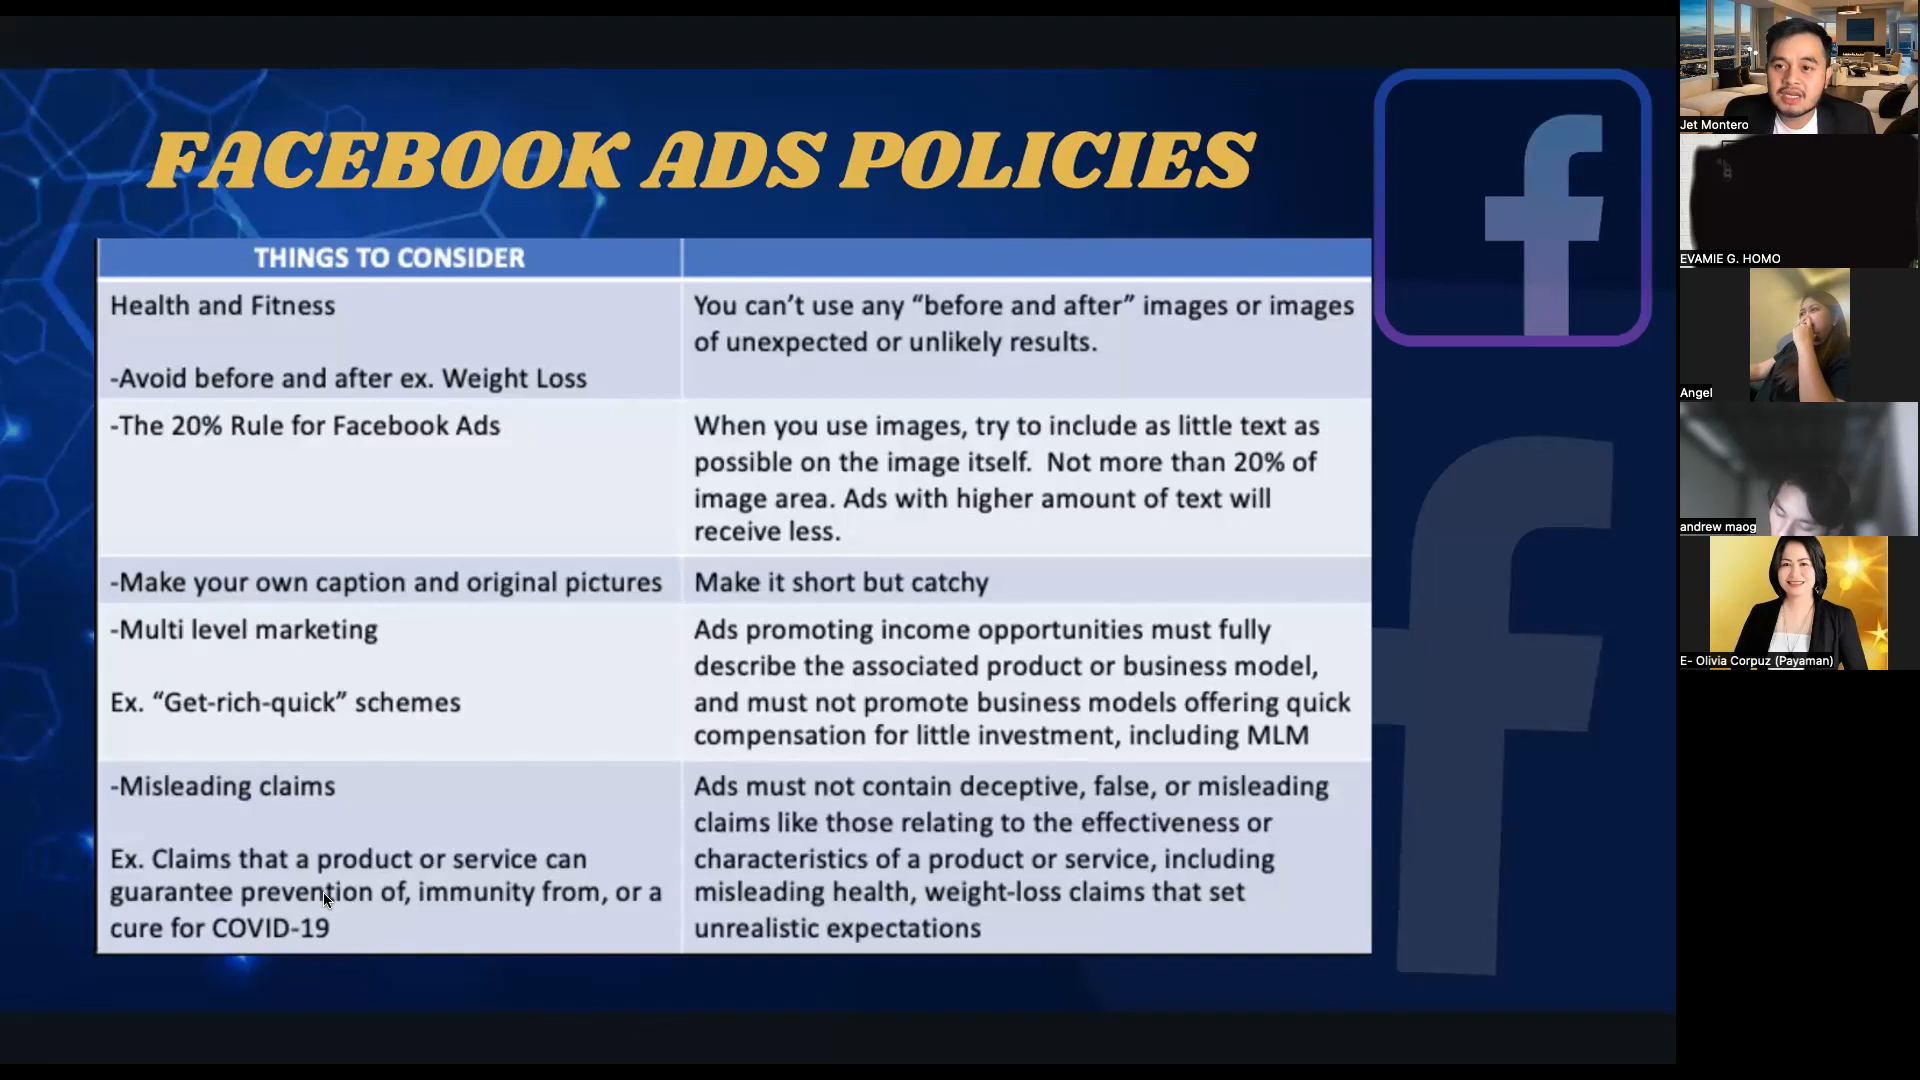 FACEBOOK ADS POLICIES
THINGS TO CONSIDER
Health and Fitness
-Avoid before and after ex. Weight Loss
You can’t use any “before and after” images or images
of unexpected or unlikely results.
-The 20% Rule for Facebook Ads
When you use images, try to include as little text as
possible on the image itself.  Not more than 20% of
image area. Ads with higher amount of text will
receive less.
-Make your own caption and original pictures
Make it short but catchy
-Multi level marketing
Ex. “Get-rich-quick” schemes
Ads promoting income opportunities must fully
describe the associated product or business model,
and must not promote business models offering quick
compensation for little investment, including MLM
-Misleading claims
Ex. Claims that a product or service can
guarantee prevention of, immunity from, or a
cure for COVID-19
Ads must not contain deceptive, false, or misleading
claims like those relating to the effectiveness or
characteristics of a product or service, including
misleading health, weight-loss claims that set
unrealistic expectations
Jet Montero
EVAMIE G. HOMO
Angel
andrew maog
E- Olivia Corpuz (Payaman)